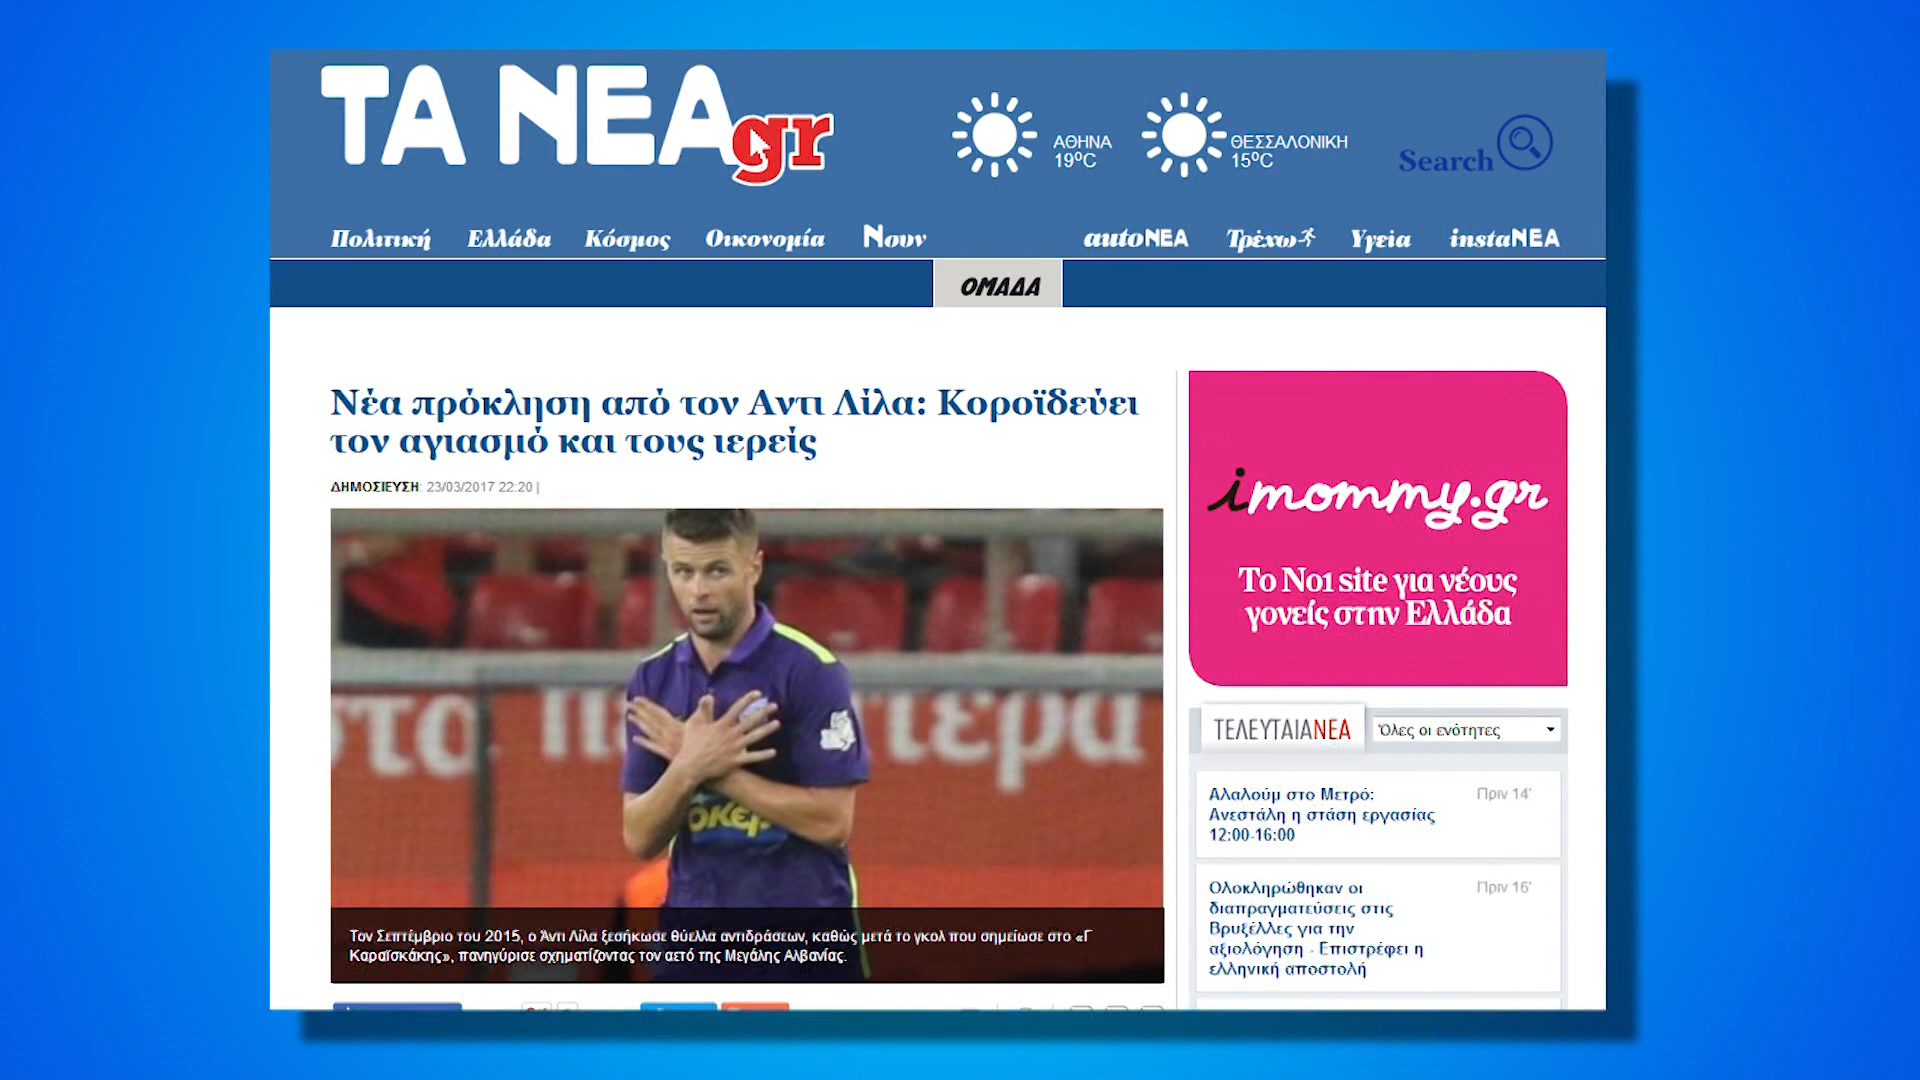 ΤΑ ΝΕΑ gr
ΑΘΗΝΑ
19ºC
ΘΕΣΣΑΛΟΝΙΚΗ
15ºC
Search
Πολιτική Ελλάδα Κόσμος Οικονομία Νουν autoΝΕΑ Τρέχω Υγεία instaΝΕΑ
ΟΜΑΔΑ
Νέα πρόκληση από τον Αντι Λίλα: Κοροϊδεύει
τον αγιασμό και τους ιερείς
ΔΗΜΟΣΙΕΥΣΗ: 23/03/2017 22:20 |
Τον Σεπτέμβριο του 2015, ο Άντι Λίλα ξεσήκωσε θύελλα αντιδράσεων, καθώς μετά το γκολ που σημείωσε στο «Γ
Καραϊσκάκης», πανηγύρισε σχηματίζοντας τον αετό της Μεγάλης Αλβανίας.
imommy.gr
Το Νο1 site για νέους
γονείς στην Ελλάδα
ΤΕΛΕΥΤΑΙΑΝΕΑ
Όλες οι ενότητες
Αλαλούμ στο Μετρό:
Ανεστάλη η στάση εργασίας
12:00-16:00
Πριν 14'
Ολοκληρώθηκαν οι
διαπραγματεύσεις στις
Βρυξέλλες για την
αξιολόγηση - Επιστρέφει η
ελληνική αποστολή
Πριν 16'